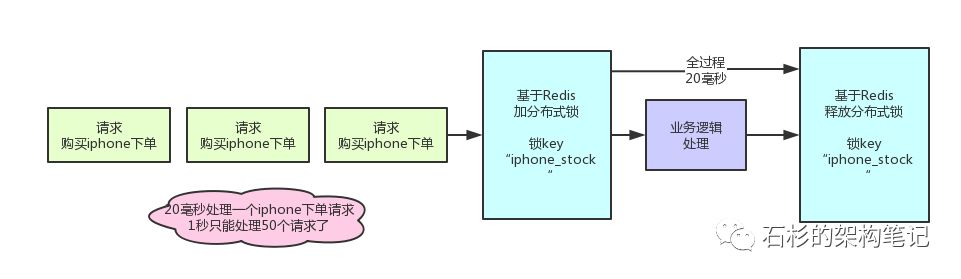 请求
购买iphone下单
请求
购买iphone下单
请求
购买iphone下单
基于Redis
加分布式锁
锁key
“iphone_stock
”
全过程
20毫秒
业务逻辑
处理
基于Redis
释放分布式锁
锁key
“iphone_stock
”
20毫秒处理一个iphone下单请求
1秒只能处理50个请求了
石杉的架构笔记